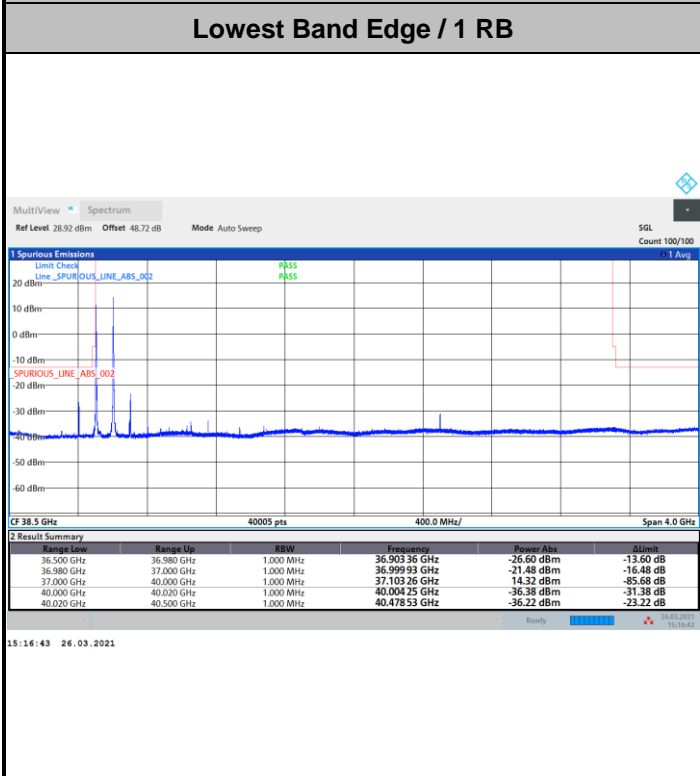 Lowest Band Edge / 1 RB
MultiView Spectrum
Ref Level 28.92 dBm Offset 48.72 dB Mode Auto Sweep SGL
Count 100/100
1 Spurious Emissions 1 Avg
Limit Check PASS
Line _SPURIOUS_LINE_ABS_002 PASS
20 dBm
10 dBm
0 dBm
-10 dBm
_SPURIOUS_LINE_ABS_002
-20 dBm
-30 dBm
-40 dBm
-50 dBm
-60 dBm
CF 38.5 GHz 40005 pts 400.0 MHz/ Span 4.0 GHz
2 Result Summary
Range Low Range Up RBW Frequency Power Abs ΔLimit
36.500 GHz 36.980 GHz 1.000 MHz 36.903 36 GHz -26.60 dBm -13.60 dB
36.980 GHz 37.000 GHz 1.000 MHz 36.999 93 GHz -21.48 dBm -16.48 dB
37.000 GHz 40.000 GHz 1.000 MHz 37.103 26 GHz 14.32 dBm -85.68 dB
40.000 GHz 40.020 GHz 1.000 MHz 40.004 25 GHz -36.38 dBm -31.38 dB
40.020 GHz 40.500 GHz 1.000 MHz 40.478 53 GHz -36.22 dBm -23.22 dB
Ready 26.03.2021
15:16:42
15:16:43 26.03.2021